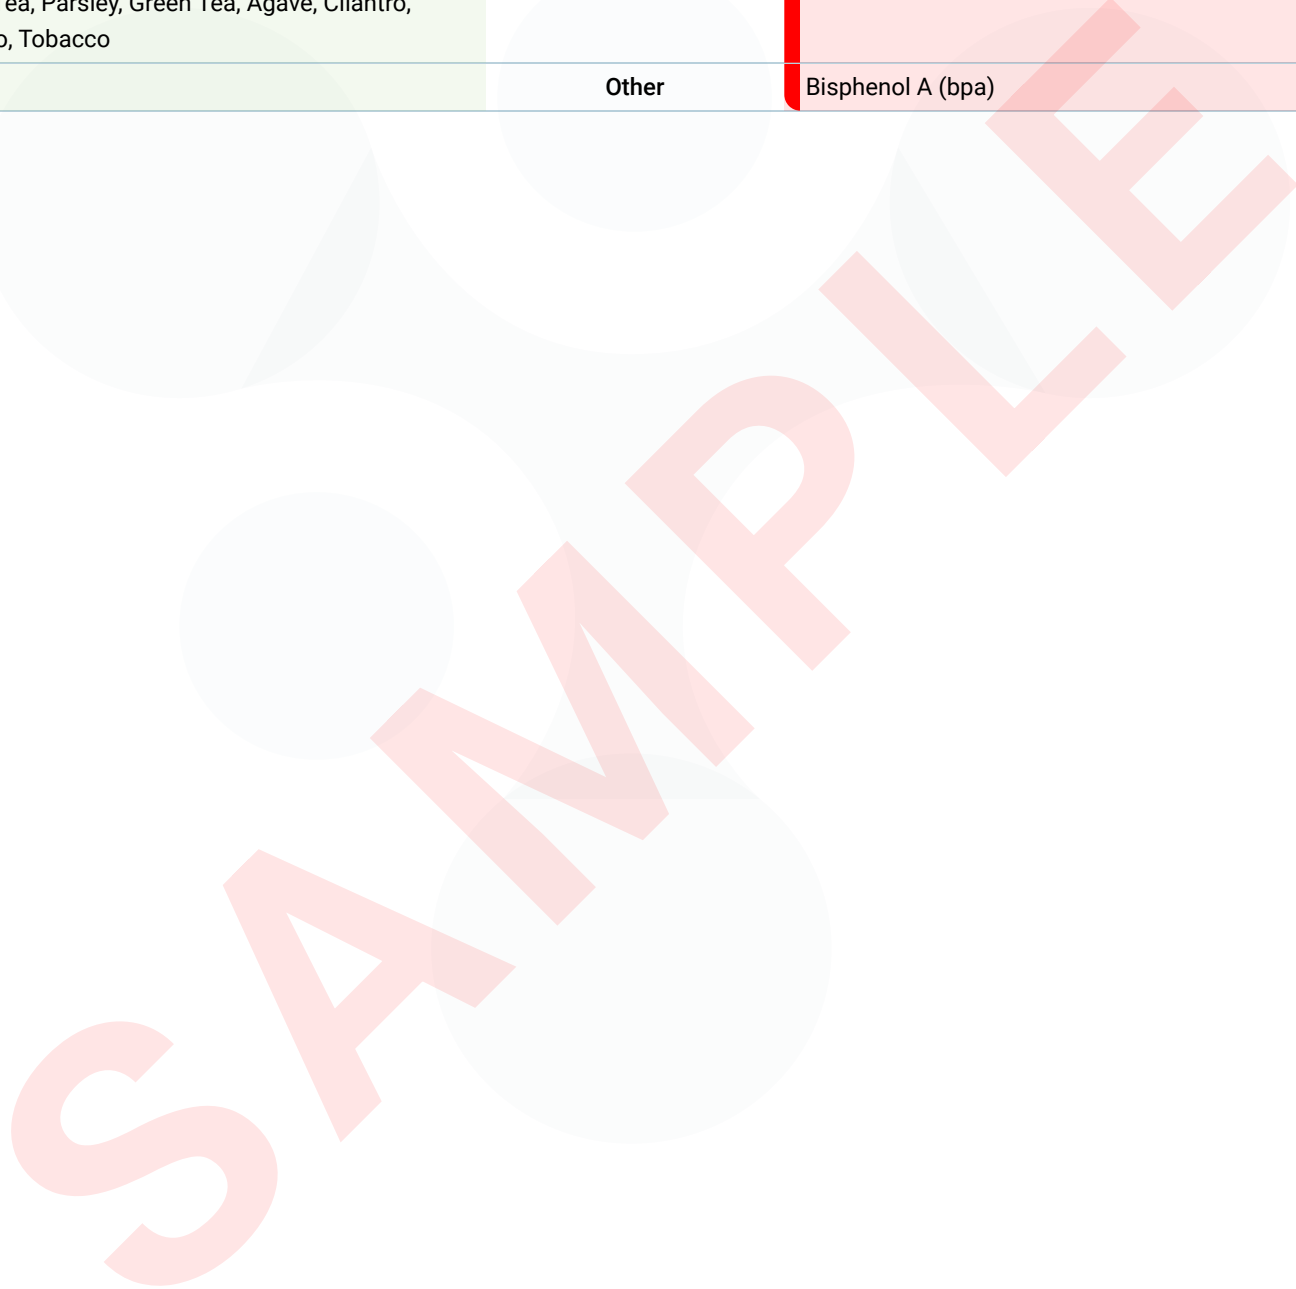 Parsley, Green Tea, Agave, Cilantro,
Tobacco
Other
Bisphenol A (bpa)
SAMPLE